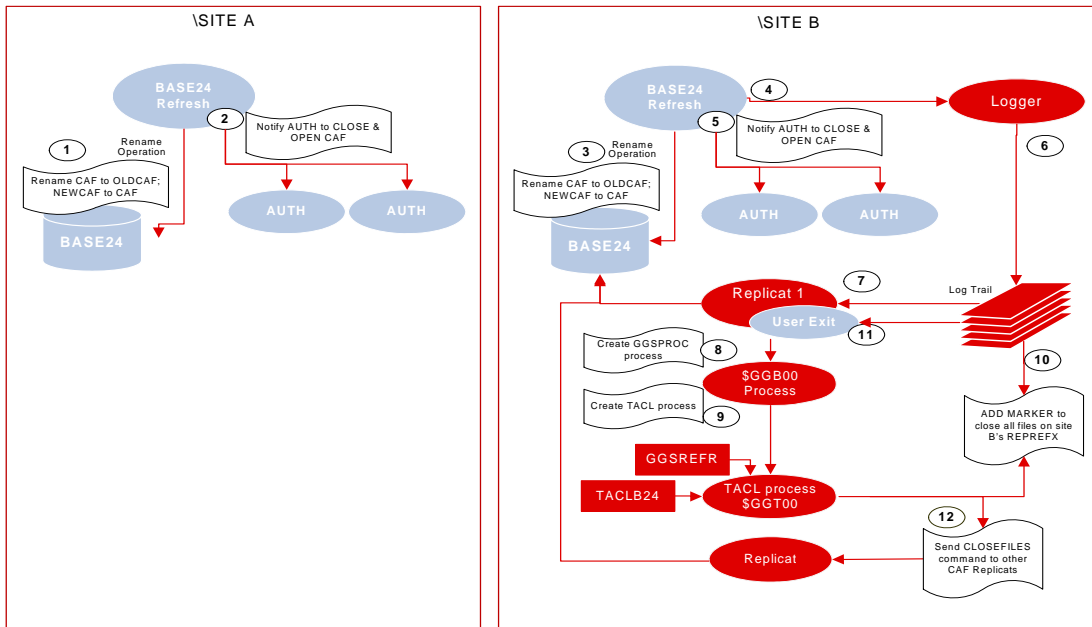 \SITE A
BASE24
Refresh
2
Notify AUTH to CLOSE &
OPEN CAF
1
Rename
Operation
Rename CAF to OLDCAF;
NEWCAF to CAF
BASE24
AUTH
AUTH
\SITE B
BASE24
Refresh
4
Logger
5
Notify AUTH to CLOSE &
OPEN CAF
6
3
Rename
Operation
Rename CAF to OLDCAF;
NEWCAF to CAF
BASE24
AUTH
AUTH
7
Log Trail
Replicat 1
User Exit
11
Create GGSPROC
process
8
10
$GGB00
Process
Create TACL process
9
ADD MARKER to
close all files on site
B's REPREFX
GGSREFR
TACLB24
TACL process
$GGT00
12
Send CLOSEFILES
command to other
CAF Replicats
Replicat